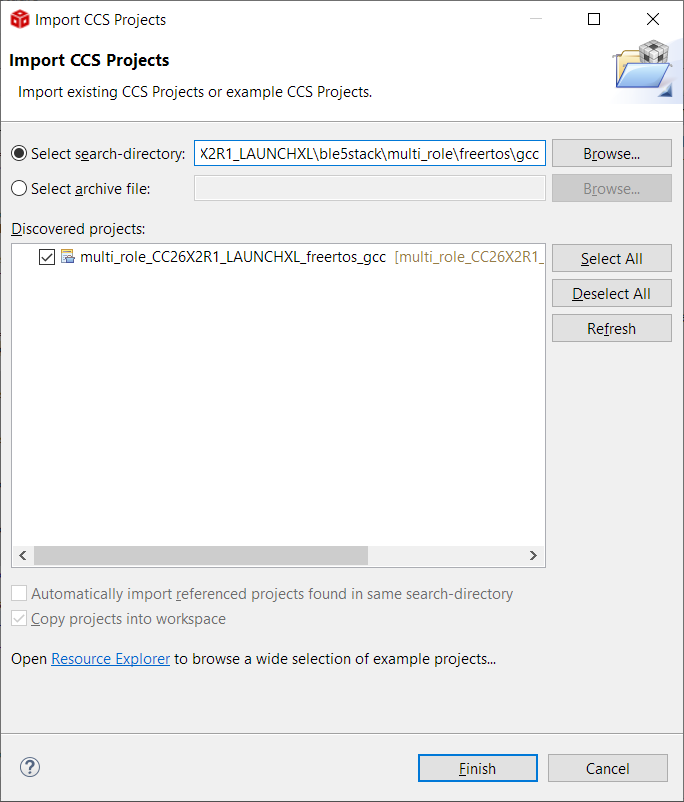 Import CCS Projects
Import CCS Projects
Import existing CCS Projects or example CCS Projects.
Select search-directory: X2R1_LAUNCHXL\ble5stack\multi_role\freertos\gcc Browse...
Select archive file: Browse...
Discovered projects:
multi_role_CC26X2R1_LAUNCHXL_freertos_gcc [multi_role_CC26X2R1_
Select All
Deselect All
Refresh
Automatically import referenced projects found in same search-directory
Copy projects into workspace
Open Resource Explorer to browse a wide selection of example projects...
? Finish Cancel